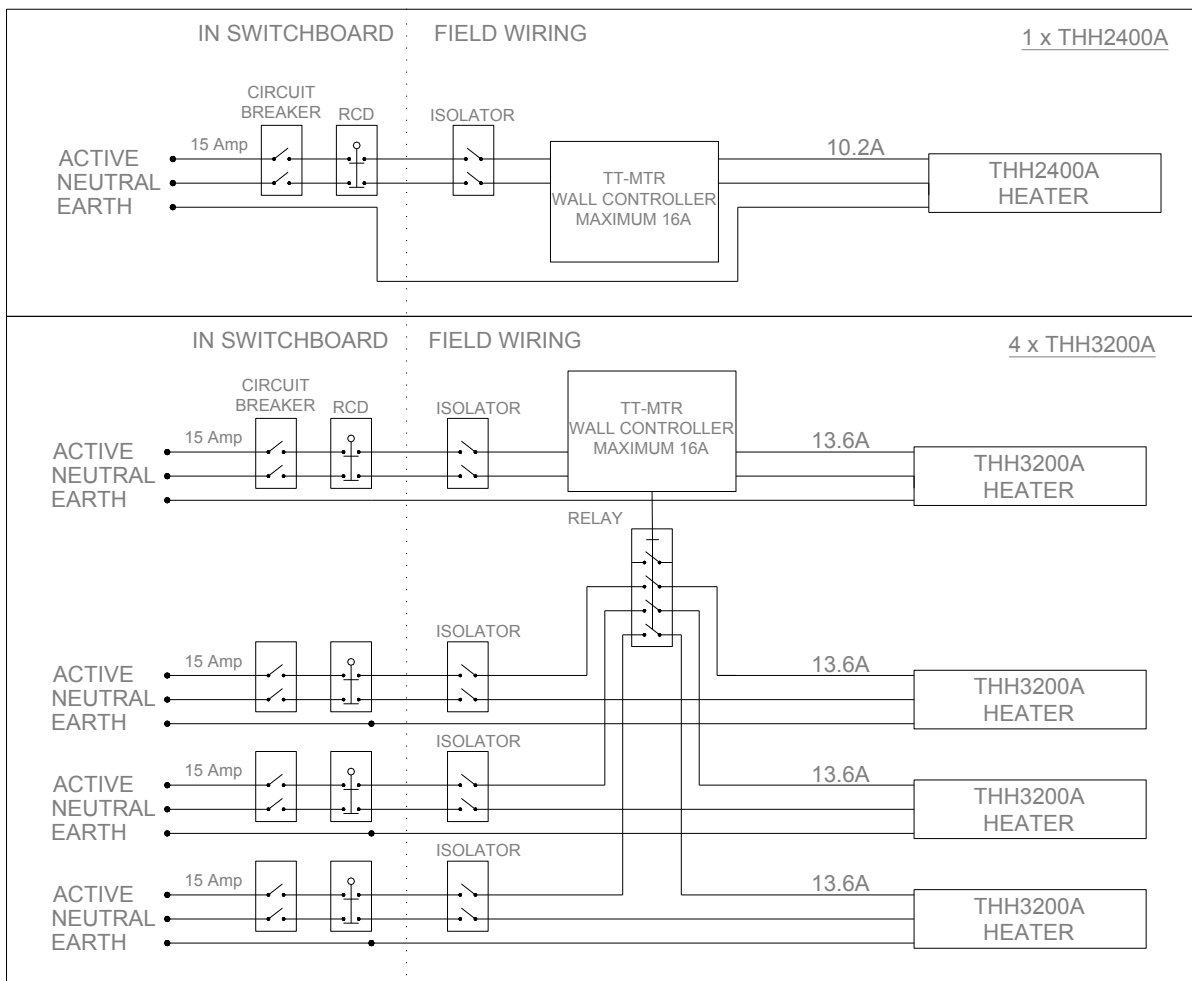 IN SWITCHBOARD
FIELD WIRING
1 x THH2400A
CIRCUIT
BREAKER
RCD
ISOLATOR
15 Amp
10.2A
ACTIVE
NEUTRAL
EARTH
TT-MTR
WALL CONTROLLER
MAXIMUM 16A
THH2400A
HEATER
IN SWITCHBOARD
FIELD WIRING
4 x THH3200A
CIRCUIT
BREAKER
RCD
ISOLATOR
TT-MTR
WALL CONTROLLER
MAXIMUM 16A
15 Amp
13.6A
ACTIVE
NEUTRAL
EARTH
THH3200A
HEATER
RELAY
ISOLATOR
15 Amp
13.6A
ACTIVE
NEUTRAL
EARTH
THH3200A
HEATER
ISOLATOR
15 Amp
13.6A
ACTIVE
NEUTRAL
EARTH
THH3200A
HEATER
ISOLATOR
15 Amp
13.6A
ACTIVE
NEUTRAL
EARTH
THH3200A
HEATER